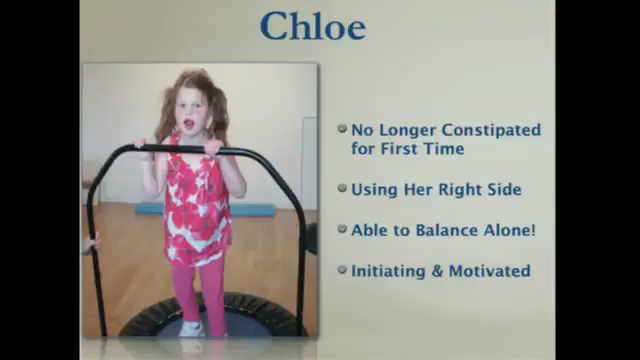 Chloe
No Longer Constipated
for First Time
Using Her Right Side
Able to Balance Alone!
Initiating & Motivated